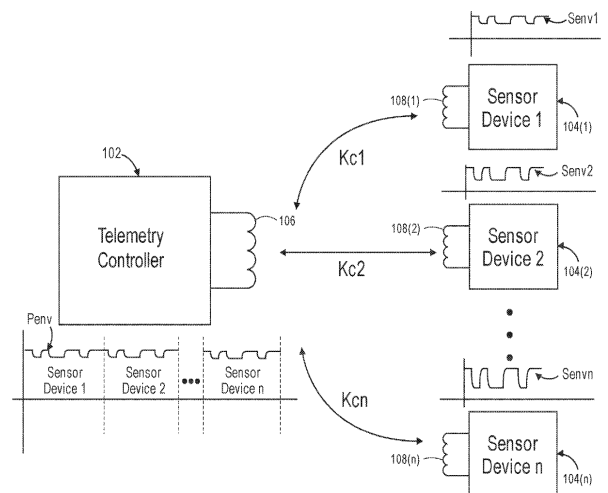 Senv1
108(1)
Sensor
Device 1
104(1)
102
Kc1
Senv2
106
108(2)
Telemetry
Controller
Sensor
Device 2
Kc2
104(2)
Penv
Sensor
Device 1
Sensor
Device 2
Sensor
Device n
Senvn
Kcn
Sensor
Device n
108(n)
104(n)